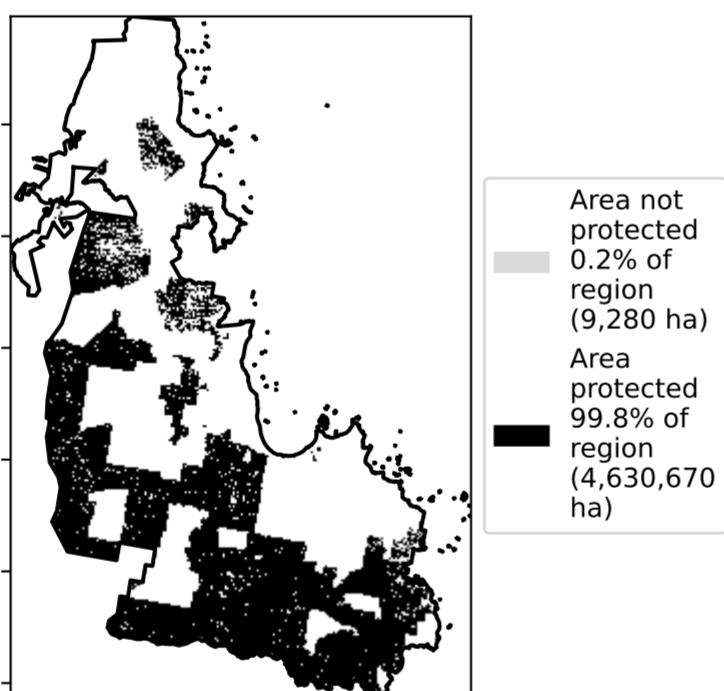 Area not
protected
0.2% of
region
(9,280 ha)
Area
protected
99.8% of
region
(4,630,670
ha)